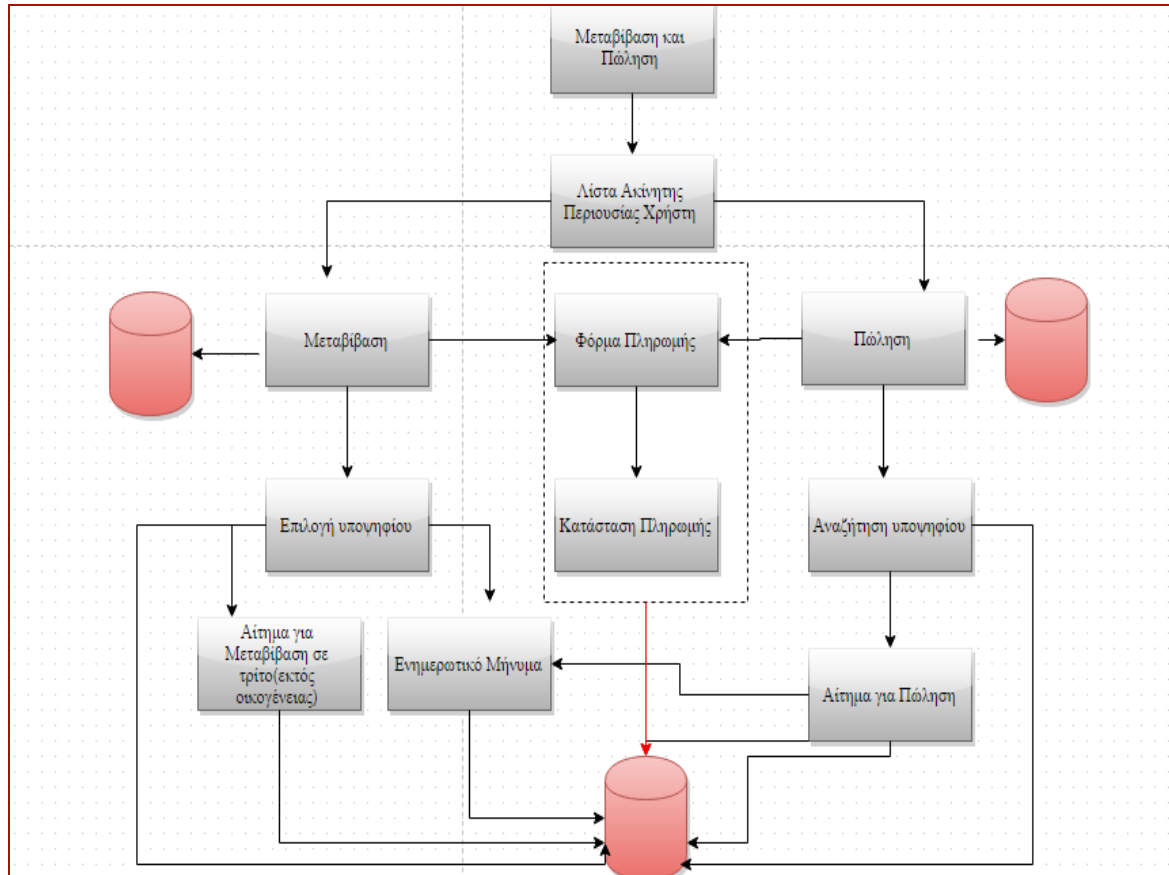 Μεταβίβαση και
Πώληση
Λίστα Ακίνητης
Περιουσίας Χρήστη
Μεταβίβαση
Φόρμα Πληρωμής
Πώληση
Επιλογή υποψηφίου
Κατάσταση Πληρωμής
Αναζήτηση υποψηφίου
Αίτημα για
Μεταβίβαση σε
τρίτο(εκτός
οικογένειας)
Ενημερωτικό Μήνυμα
Αίτημα για Πώληση